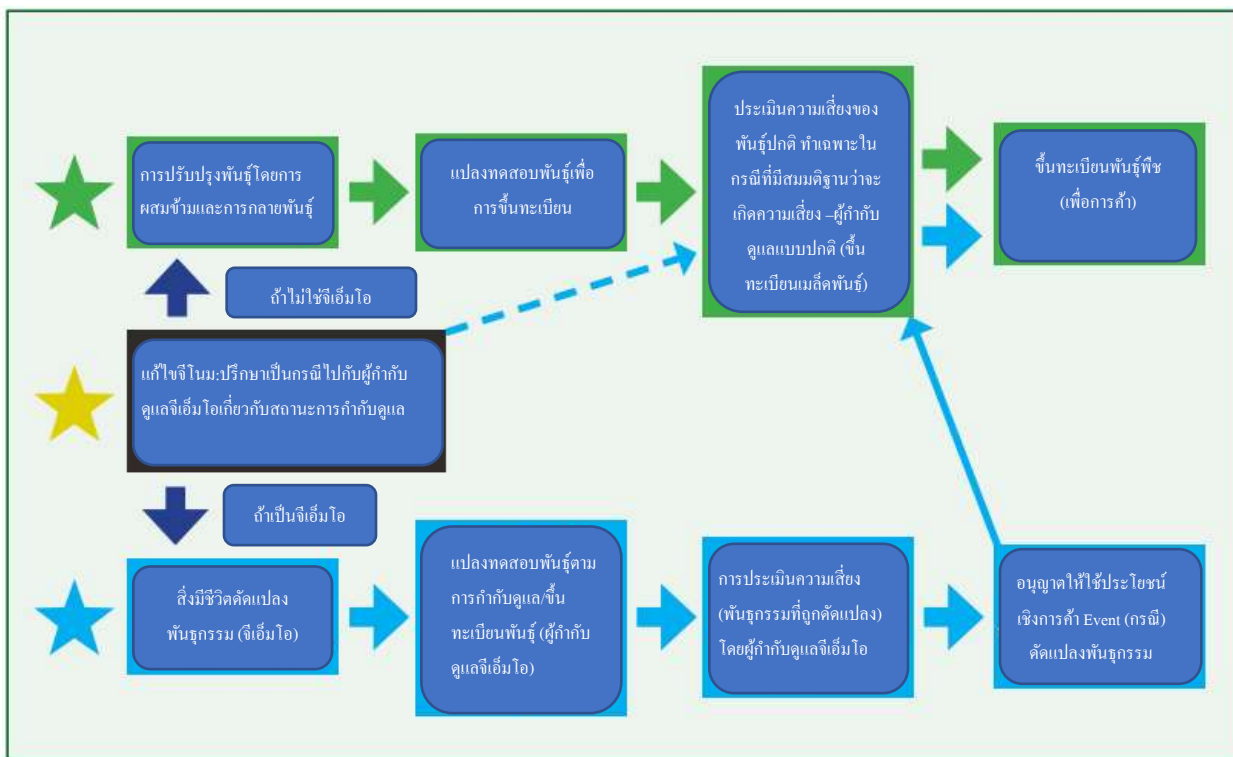 การปรับปรุงพันธุ์โดยการ
ผสมข้ามและการกลายพันธุ์
แปลงทดสอบพันธุ์เพื่อ
การขึ้นทะเบียน
ประเมินความเสี่ยงของ
พันธุ์ปกติ ทำเฉพาะใน
กรณีที่มีสมมติฐานว่าจะ
เกิดความเสี่ยง –ผู้กำกับ
ดูแลแบบปกติ (ขึ้น
ทะเบียนเมล็ดพันธุ์)
ขึ้นทะเบียนพันธุ์พืช
(เพื่อการค้า)
ถ้าไม่ใช่จีเอ็มโอ
แก้ไขจีโนม:ปรึกษาเป็นกรณีไปกับผู้กำกับ
ดูแลจีเอ็มโอเกี่ยวกับสถานะการกำกับดูแล
ถ้าเป็นจีเอ็มโอ
สิ่งมีชีวิตดัดแปลง
พันธุกรรม (จีเอ็มโอ)
แปลงทดสอบพันธุ์ตาม
การกำกับดูแล/ขึ้น
ทะเบียนพันธุ์ (ผู้กำกับ
ดูแลจีเอ็มโอ)
การประเมินความเสี่ยง
(พันธุกรรมที่ถูกดัดแปลง)
โดยผู้กำกับดูแลจีเอ็มโอ
อนุญาตให้ใช้ประโยชน์
เชิงการค้า Event (กรณี)
ดัดแปลงพันธุกรรม